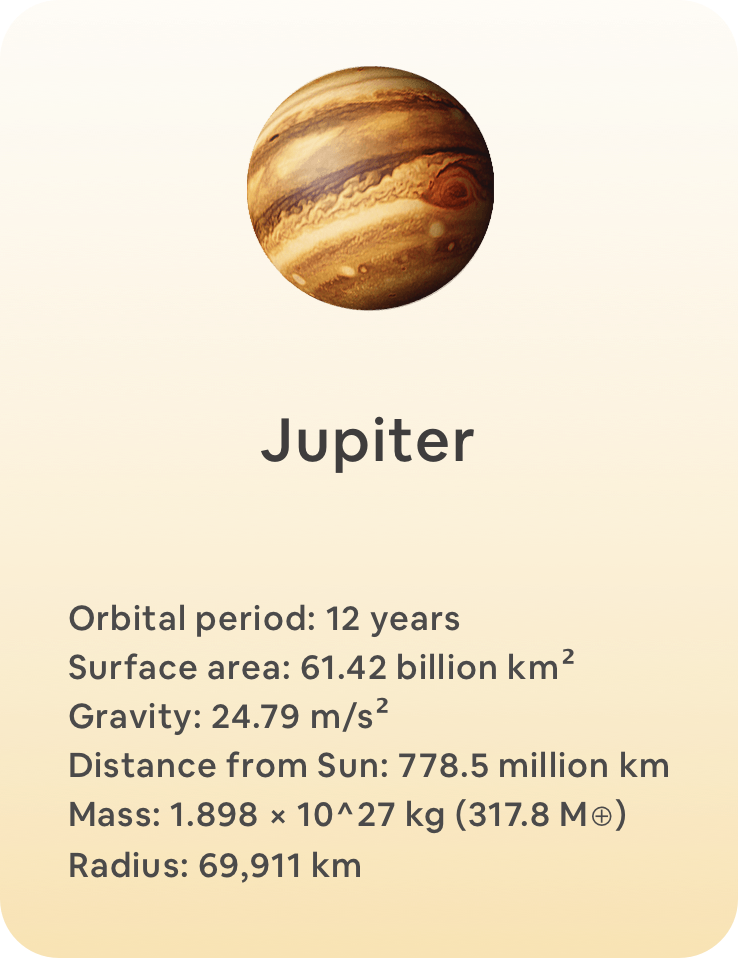 Jupiter
Orbital period: 12 years
Surface area: 61.42 billion km²
Gravity: 24.79 m/s²
Distance from Sun: 778.5 million km
Mass: 1.898 × 10^27 kg (317.8 M⊕)
Radius: 69,911 km